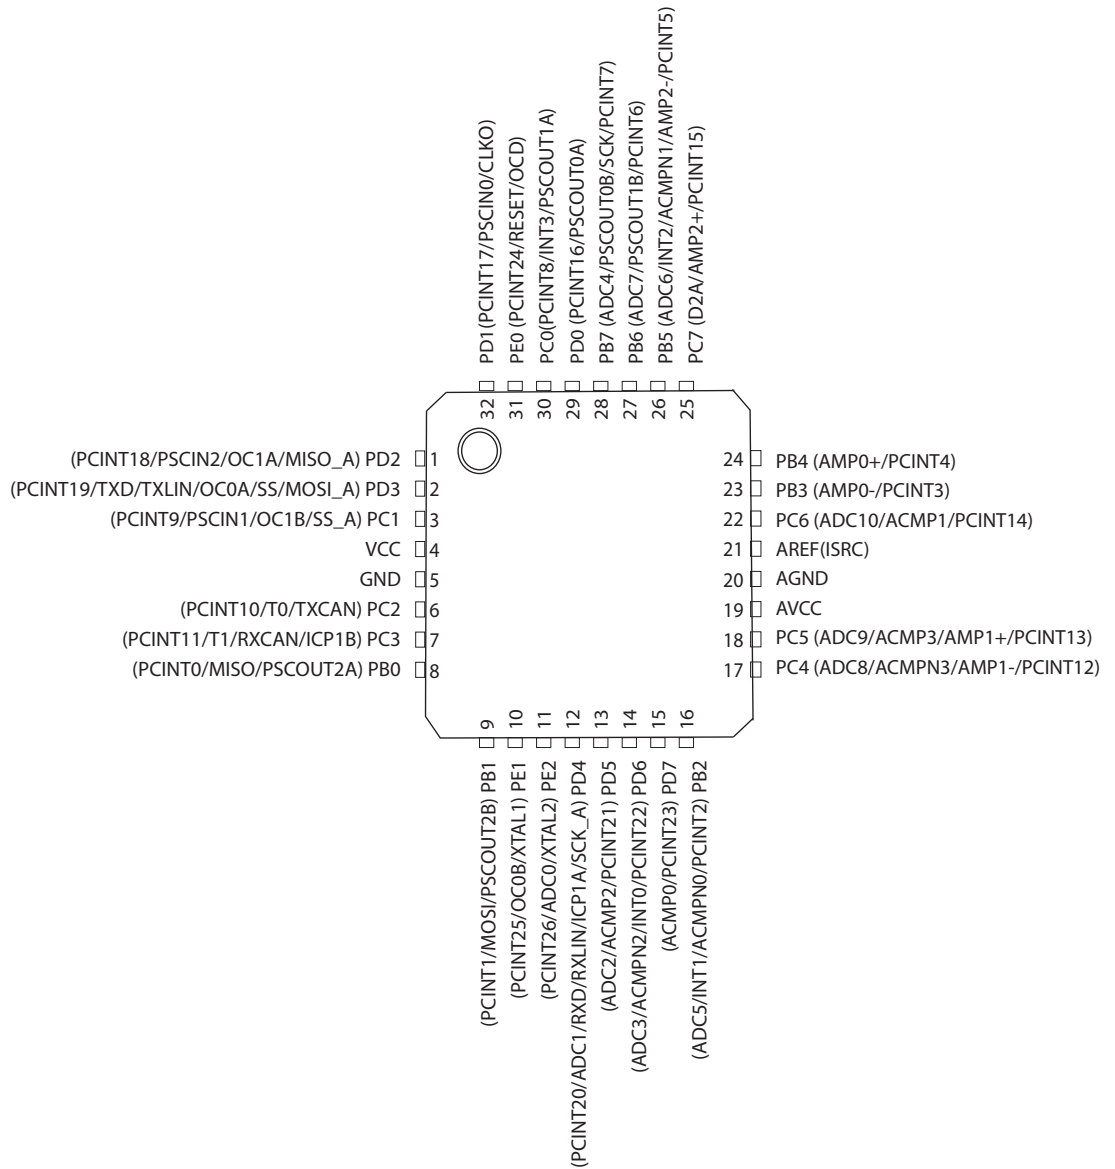 PD1(PCINT17/PSCIN0/CLKO)
PE0 (PCINT24/RESET/OCD)
PC0(PCINT8/INT3/PSCOUT1A)
PD0 (PCINT16/PSCOUT0A)
PB7 (ADC4/PSCOUT0B/SCK/PCINT7)
PB6 (ADC7/PSCOUT1B/PCINT6)
PB5 (ADC6/INT2/ACMPN1/AMP2-/PCINT5)
PC7 (D2A/AMP2+/PCINT15)
32
31
30
29
28
27
26
25
(PCINT18/PSCIN2/OC1A/MISO_A) PD2 1
(PCINT19/TXD/TXLIN/OC0A/SS/MOSI_A) PD3 2
(PCINT9/PSCIN1/OC1B/SS_A) PC1 3
VCC 4
GND 5
(PCINT10/T0/TXCAN) PC2 6
(PCINT11/T1/RXCAN/ICP1B) PC3 7
(PCINT0/MISO/PSCOUT2A) PB0 8
24 PB4 (AMP0+/PCINT4)
23 PB3 (AMP0-/PCINT3)
22 PC6 (ADC10/ACMP1/PCINT14)
21 AREF(ISRC)
20 AGND
19 AVCC
18 PC5 (ADC9/ACMP3/AMP1+/PCINT13)
17 PC4 (ADC8/ACMPN3/AMP1-/PCINT12)
9
10
11
12
13
14
15
16
(PCINT1/MOSI/PSCOUT2B) PB1
(PCINT25/OC0B/XTAL1) PE1
(PCINT26/ADC0/XTAL2) PE2
(PCINT20/ADC1/RXD/RXLIN/ICP1A/SCK_A) PD4
(ADC2/ACMP2/PCINT21) PD5
(ADC3/ACMPN2/INT0/PCINT22) PD6
(ACMP0/PCINT23) PD7
(ADC5/INT1/ACMPN0/PCINT2) PB2